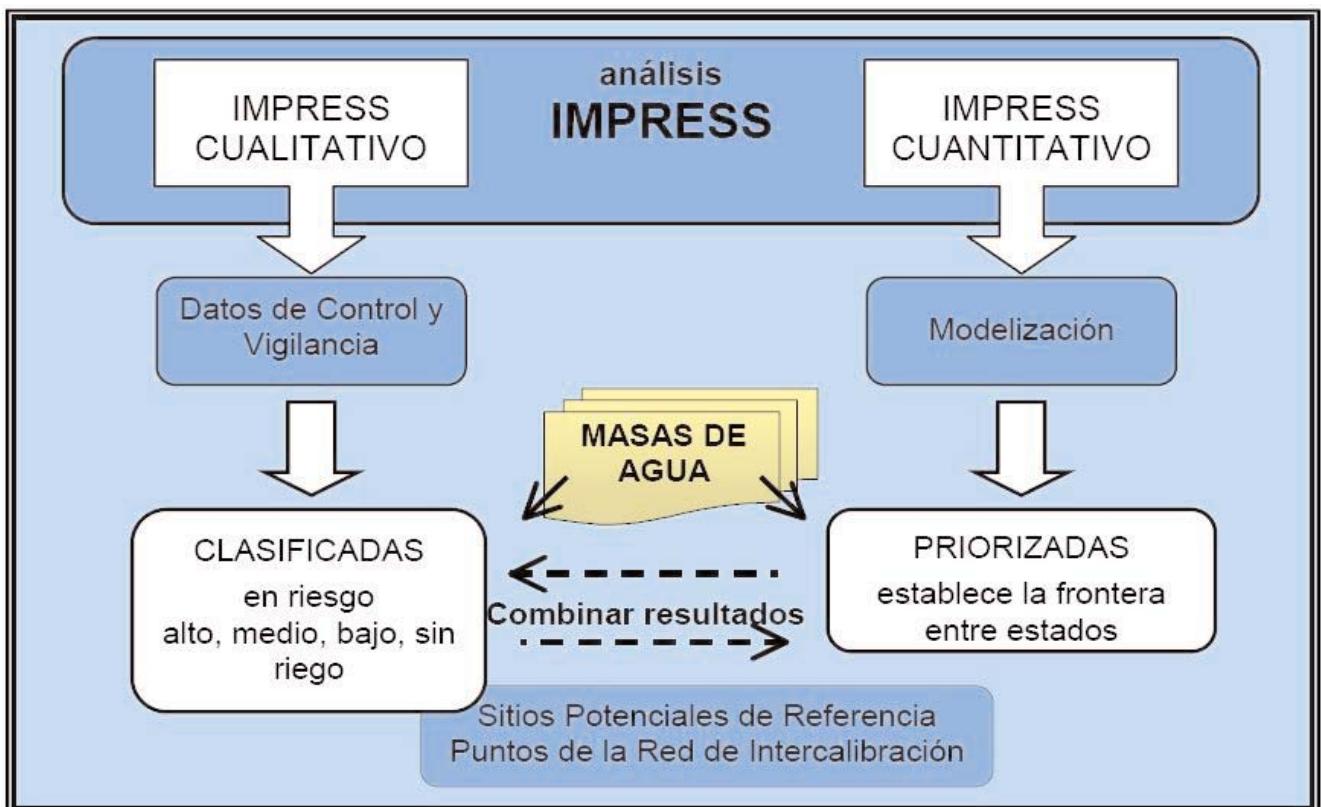 análisis
IMPRESS
IMPRESS
CUALITATIVO
IMPRESS
CUANTITATIVO
Datos de Control y
Vigilancia
Modelización
MASAS DE
AGUA
CLASIFICADAS
en riesgo
alto, medio, bajo, sin
riego
PRIORIZADAS
establece la frontera
entre estados
Combinar resultados
Sitios Potenciales de Referencia
Puntos de la Red de Intercalibración